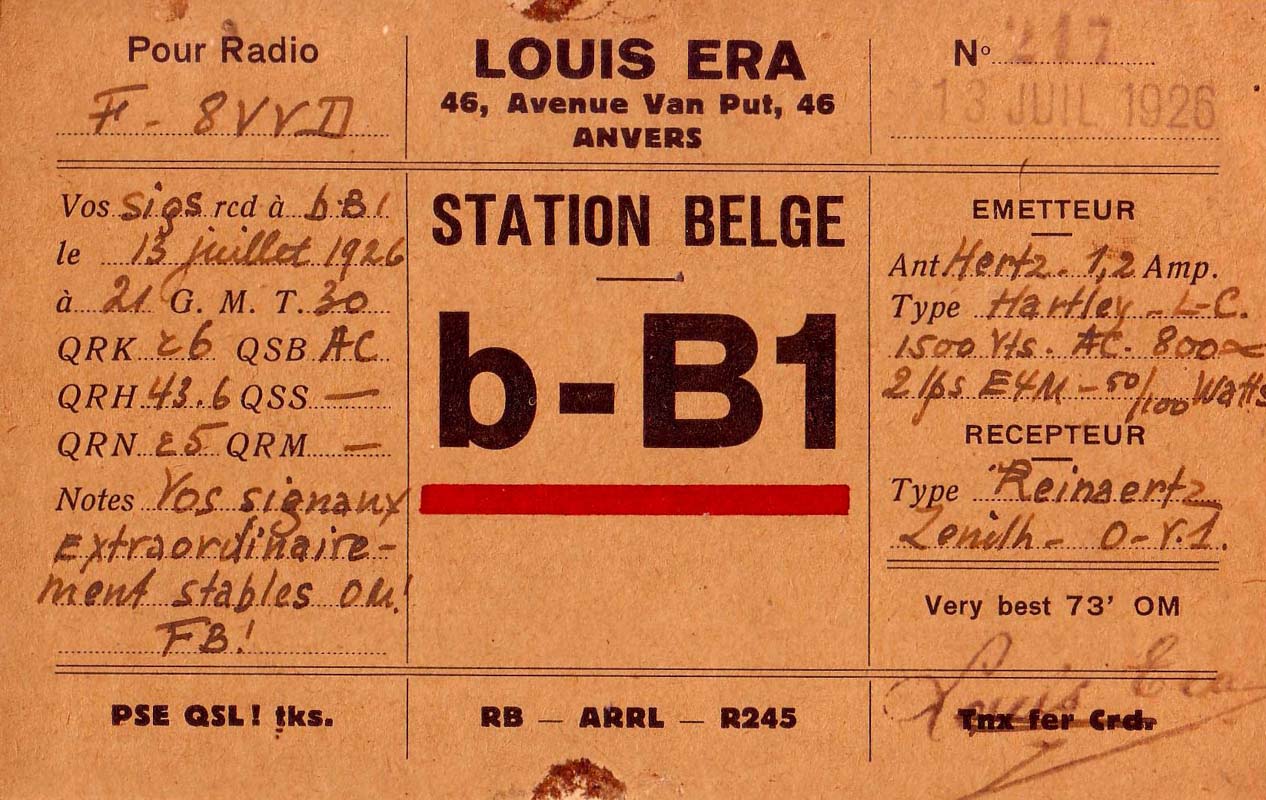 Pour Radio
F - 8VVD
LOUIS ERA
46, Avenue Van Put, 46
ANVERS
Nº 217
13 JUIL 1926
Vos sigs rcd à b-B1
le 13 juillet 1926
à 21 G. M. T. 30
QRK r6 QSB AC
QRH 43.6 QSS —
QRN r5 QRM —
Notes Vos signaux
extraordinaire-
ment stables OM!
FB!
STATION BELGE
b-B1
EMETTEUR
Ant Hertz. 1,2 Amp.
Type Hartley - L-C.
1500 Vts. AC. 800~
2 lps E4M - 50/100 Watts
RECEPTEUR
Type Reinaertz
Zenith - O-V.1.
Very best 73' OM
Louis Era
PSE QSL! tks.
RB — ARRL — R245
Tnx fer Crd.